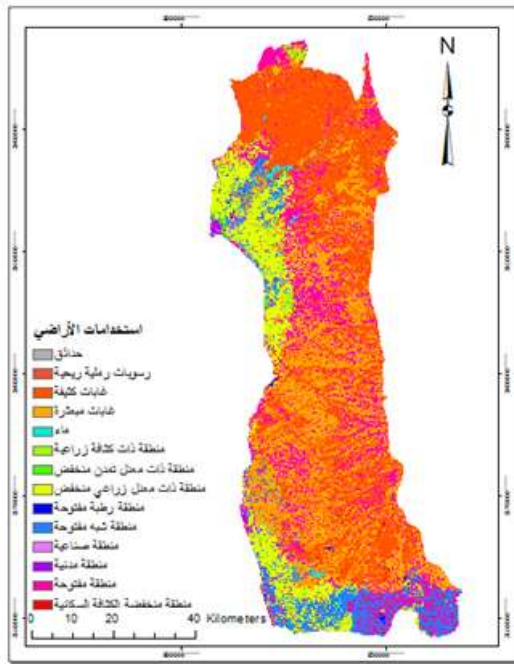 N
استخدامات الأراضي
حدائق
رسوبات رملية ريحية
غابات كثيفة
غابات مبعثرة
ماء
منطقة ذات كثافة زراعية
منطقة ذات معدل تمدن منخفض
منطقة ذات معدل زراعي منخفض
منطقة رطبة مفتوحة
منطقة شبه مفتوحة
منطقة صناعية
منطقة مدنية
منطقة مفتوحة
منطقة منخفضة الكثافة السكانية
0 10 20 40 Kilometers